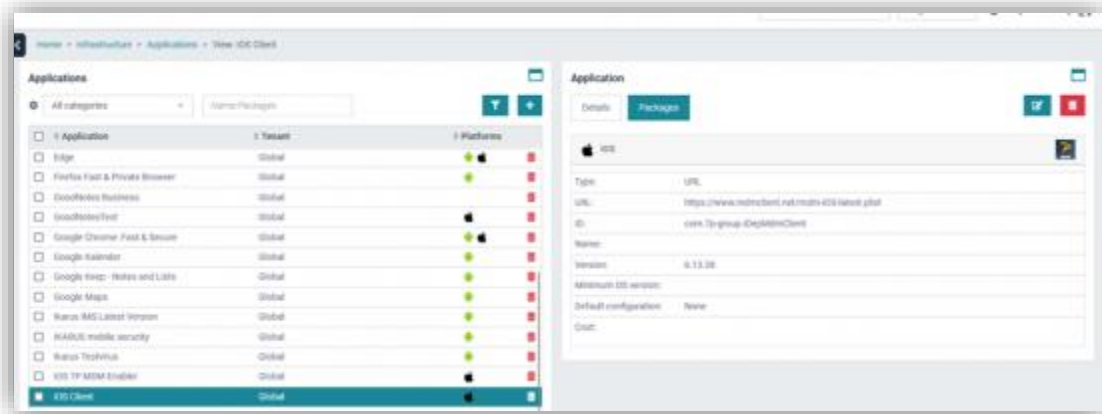 Home > Infrastructure > Applications > View: iOS Client
Applications
All categories
Name Packages
Application Tenant Platforms
Edge Global
Firefox Fast & Private Browser Global
GoodNotes Business Global
GoodNotesTest Global
Google Chrome: Fast & Secure Global
Google Kalender Global
Google Keep - Notes and Lists Global
Google Maps Global
Ikarus IMS Latest Version Global
IKARUS mobile security Global
Ikarus Testvirus Global
iOS TP MDM Enabler Global
iOS Client Global
Application
Details Packages
iOS
Type: URL
URL:
ID:
Name:
Version: 6.13.28
Minimum OS version:
Default configuration: None
Cost: